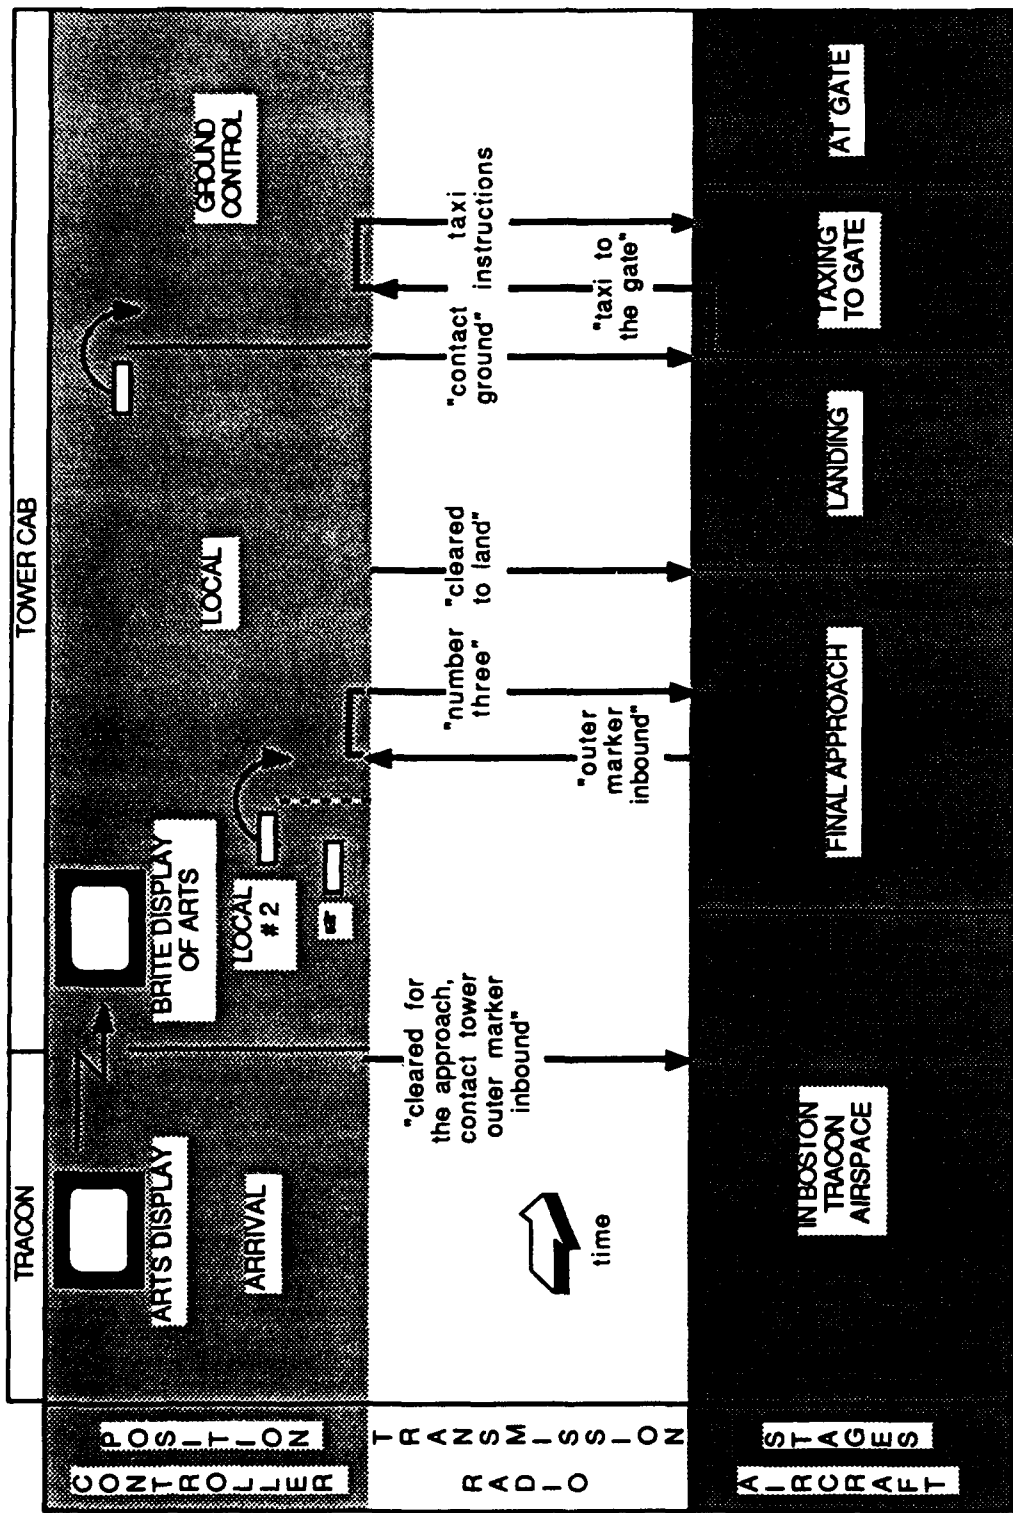 TRACON
TOWER CAB
CONTROLLER
POSITION
ARTS DISPLAY
ARRIVAL
BRITE DISPLAY
OF ARTS
LOCAL
# 2
LOCAL
GROUND
CONTROL
RADIO
TRANSMISSION
time
"cleared for
the approach,
contact tower
outer marker
inbound"
"outer
marker
inbound"
"number
three"
"cleared
to land"
"contact
ground"
"taxi to
the gate"
taxi
instructions
AIRCRAFT
STAGES
IN BOSTON
TRACON
AIRSPACE
FINAL APPROACH
LANDING
TAXING
TO GATE
AT GATE